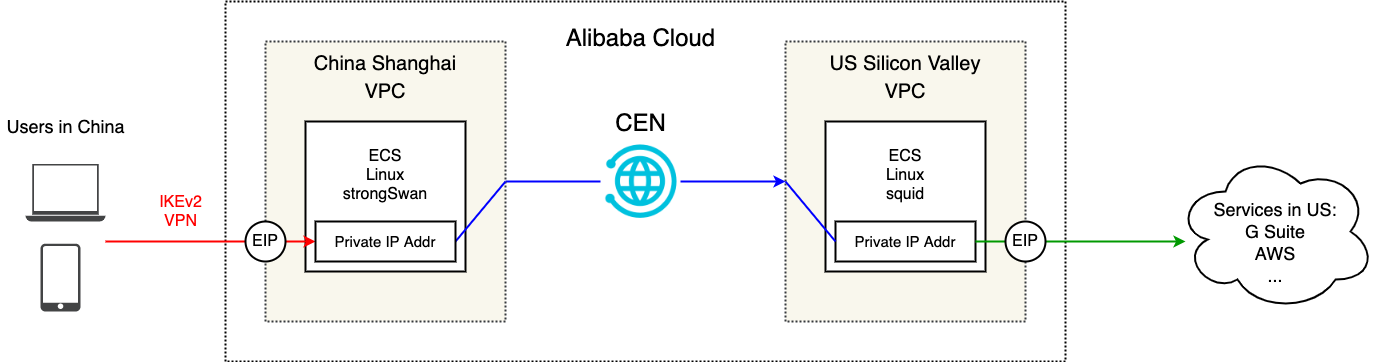 Alibaba Cloud
China Shanghai
VPC
US Silicon Valley
VPC
Users in China
CEN
ECS
Linux
strongSwan
ECS
Linux
squid
IKEv2
VPN
EIP
Private IP Addr
Private IP Addr
EIP
Services in US:
G Suite
AWS
...